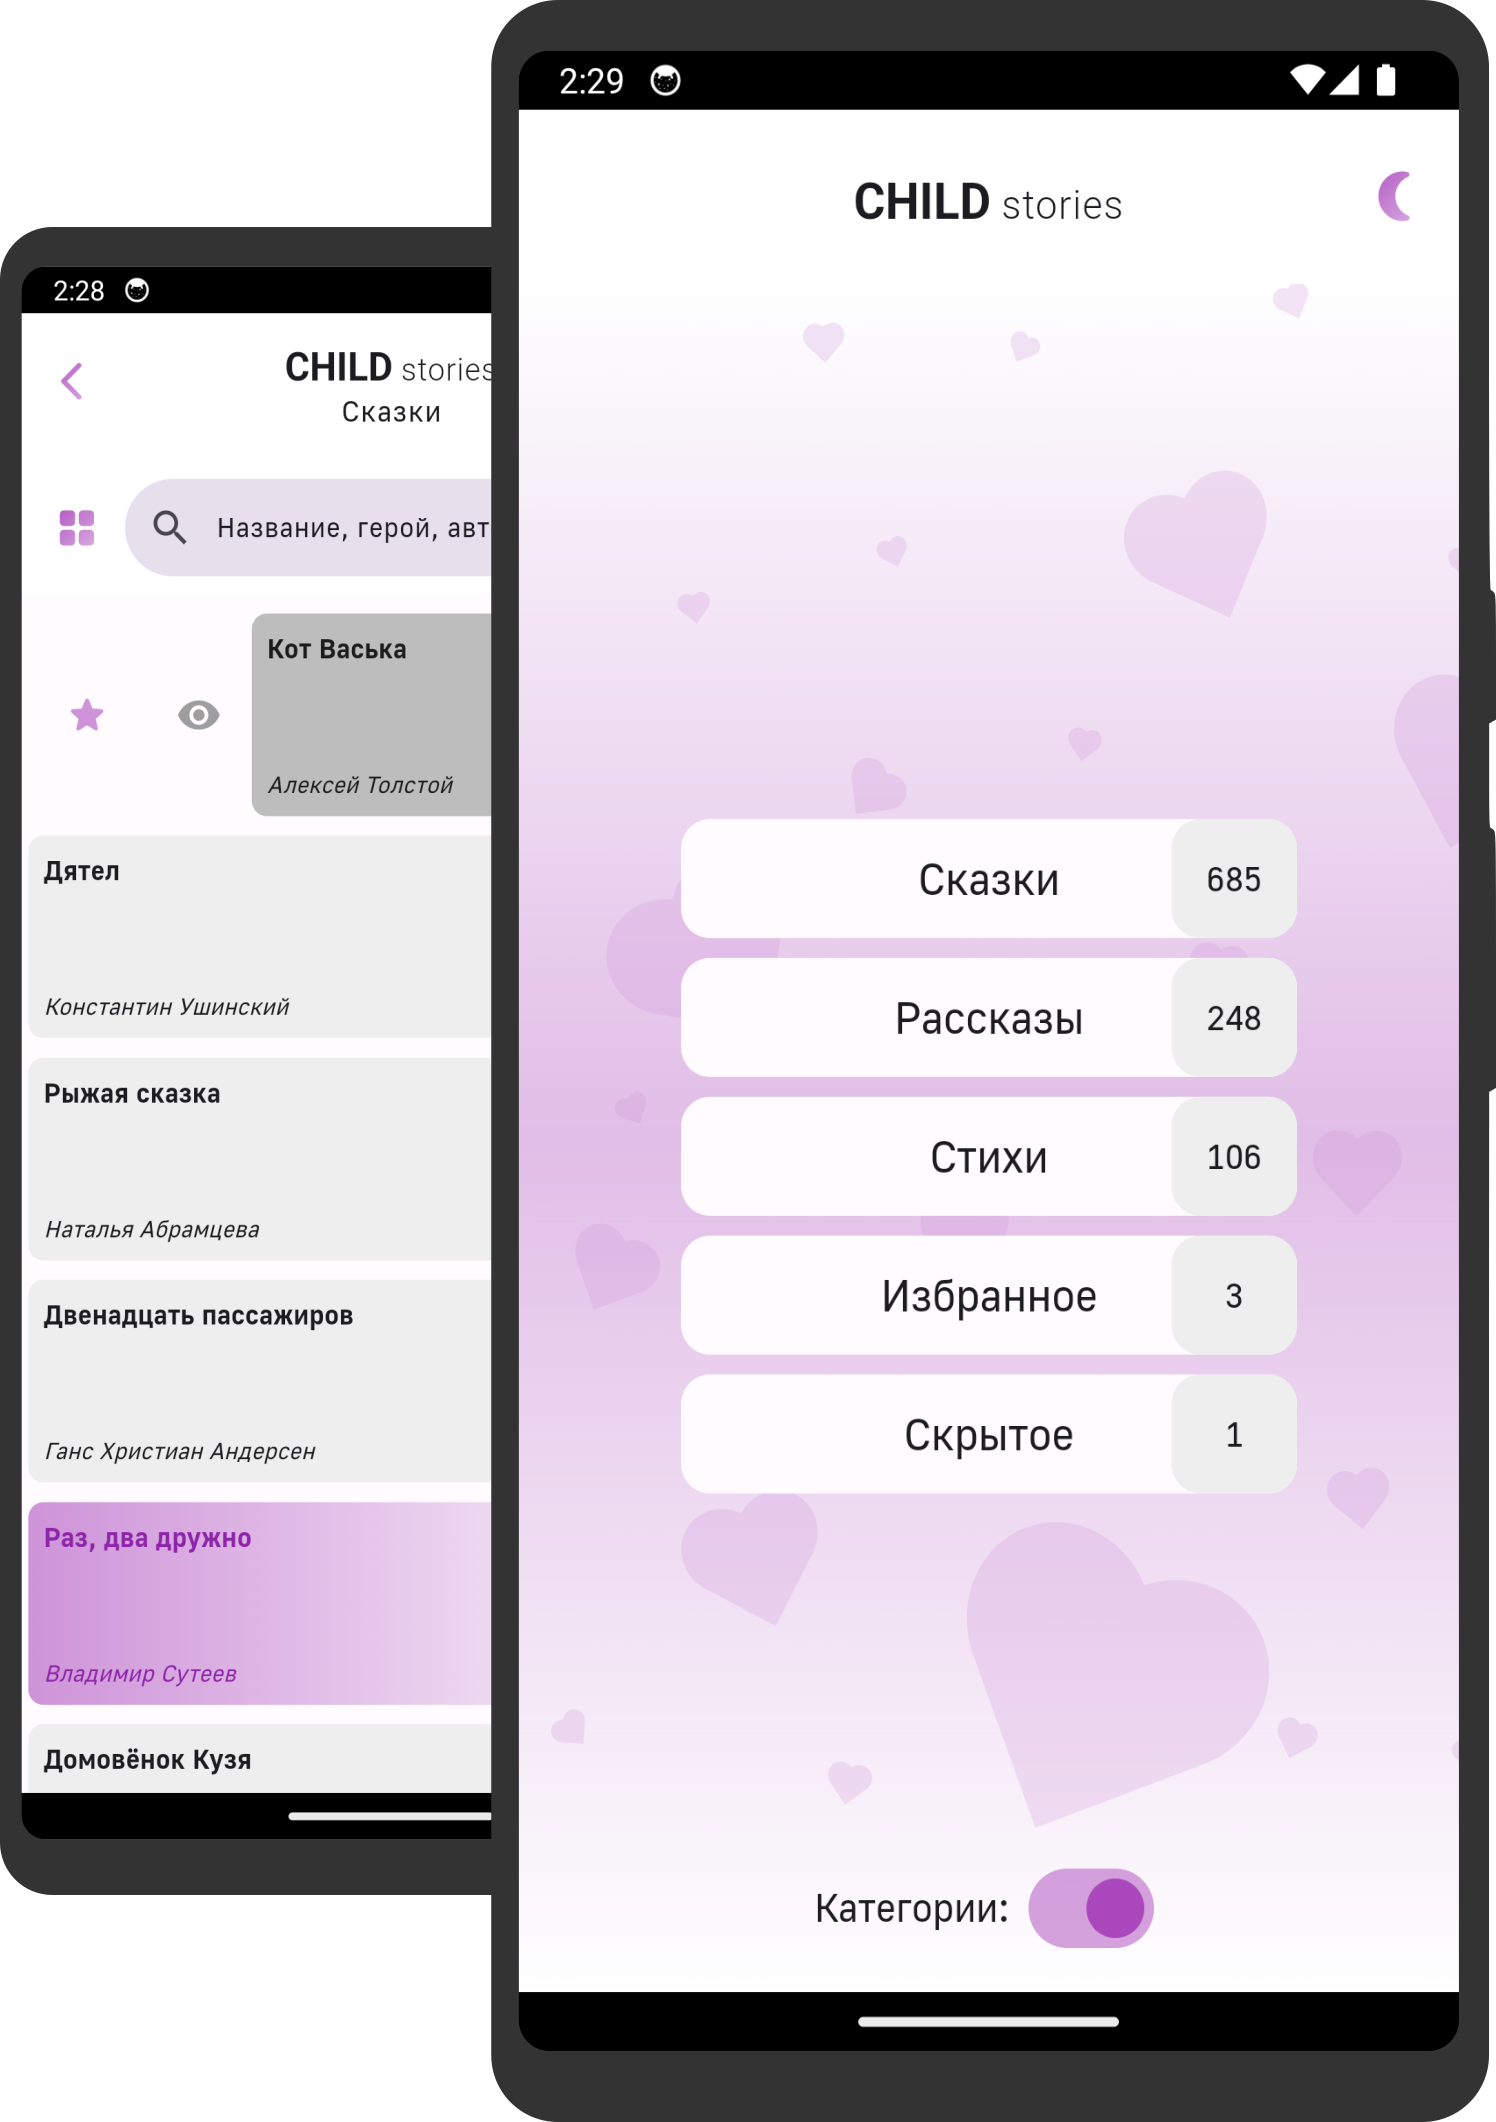 2:28
CHILD stories
Сказки
Название, герой, авт
Кот Васька
Алексей Толстой
Дятел
Константин Ушинский
Рыжая сказка
Наталья Абрамцева
Двенадцать пассажиров
Ганс Христиан Андерсен
Раз, два дружно
Владимир Сутеев
Домовёнок Кузя
2:29
CHILD stories
Сказки 685
Рассказы 248
Стихи 106
Избранное 3
Скрытое 1
Категории: